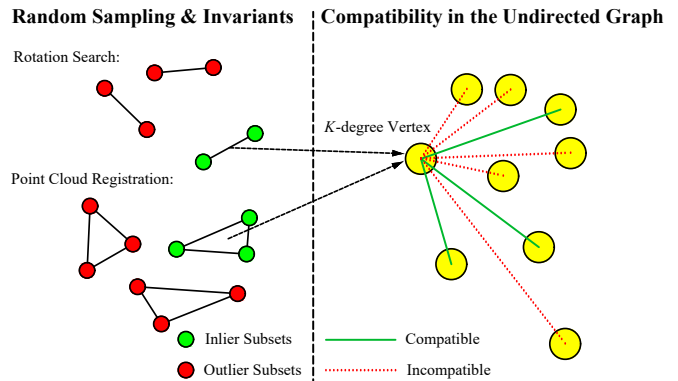 Random Sampling & Invariants
Compatibility in the Undirected Graph
Rotation Search:
K-degree Vertex
Point Cloud Registration:
Inlier Subsets
Compatible
Outlier Subsets
Incompatible